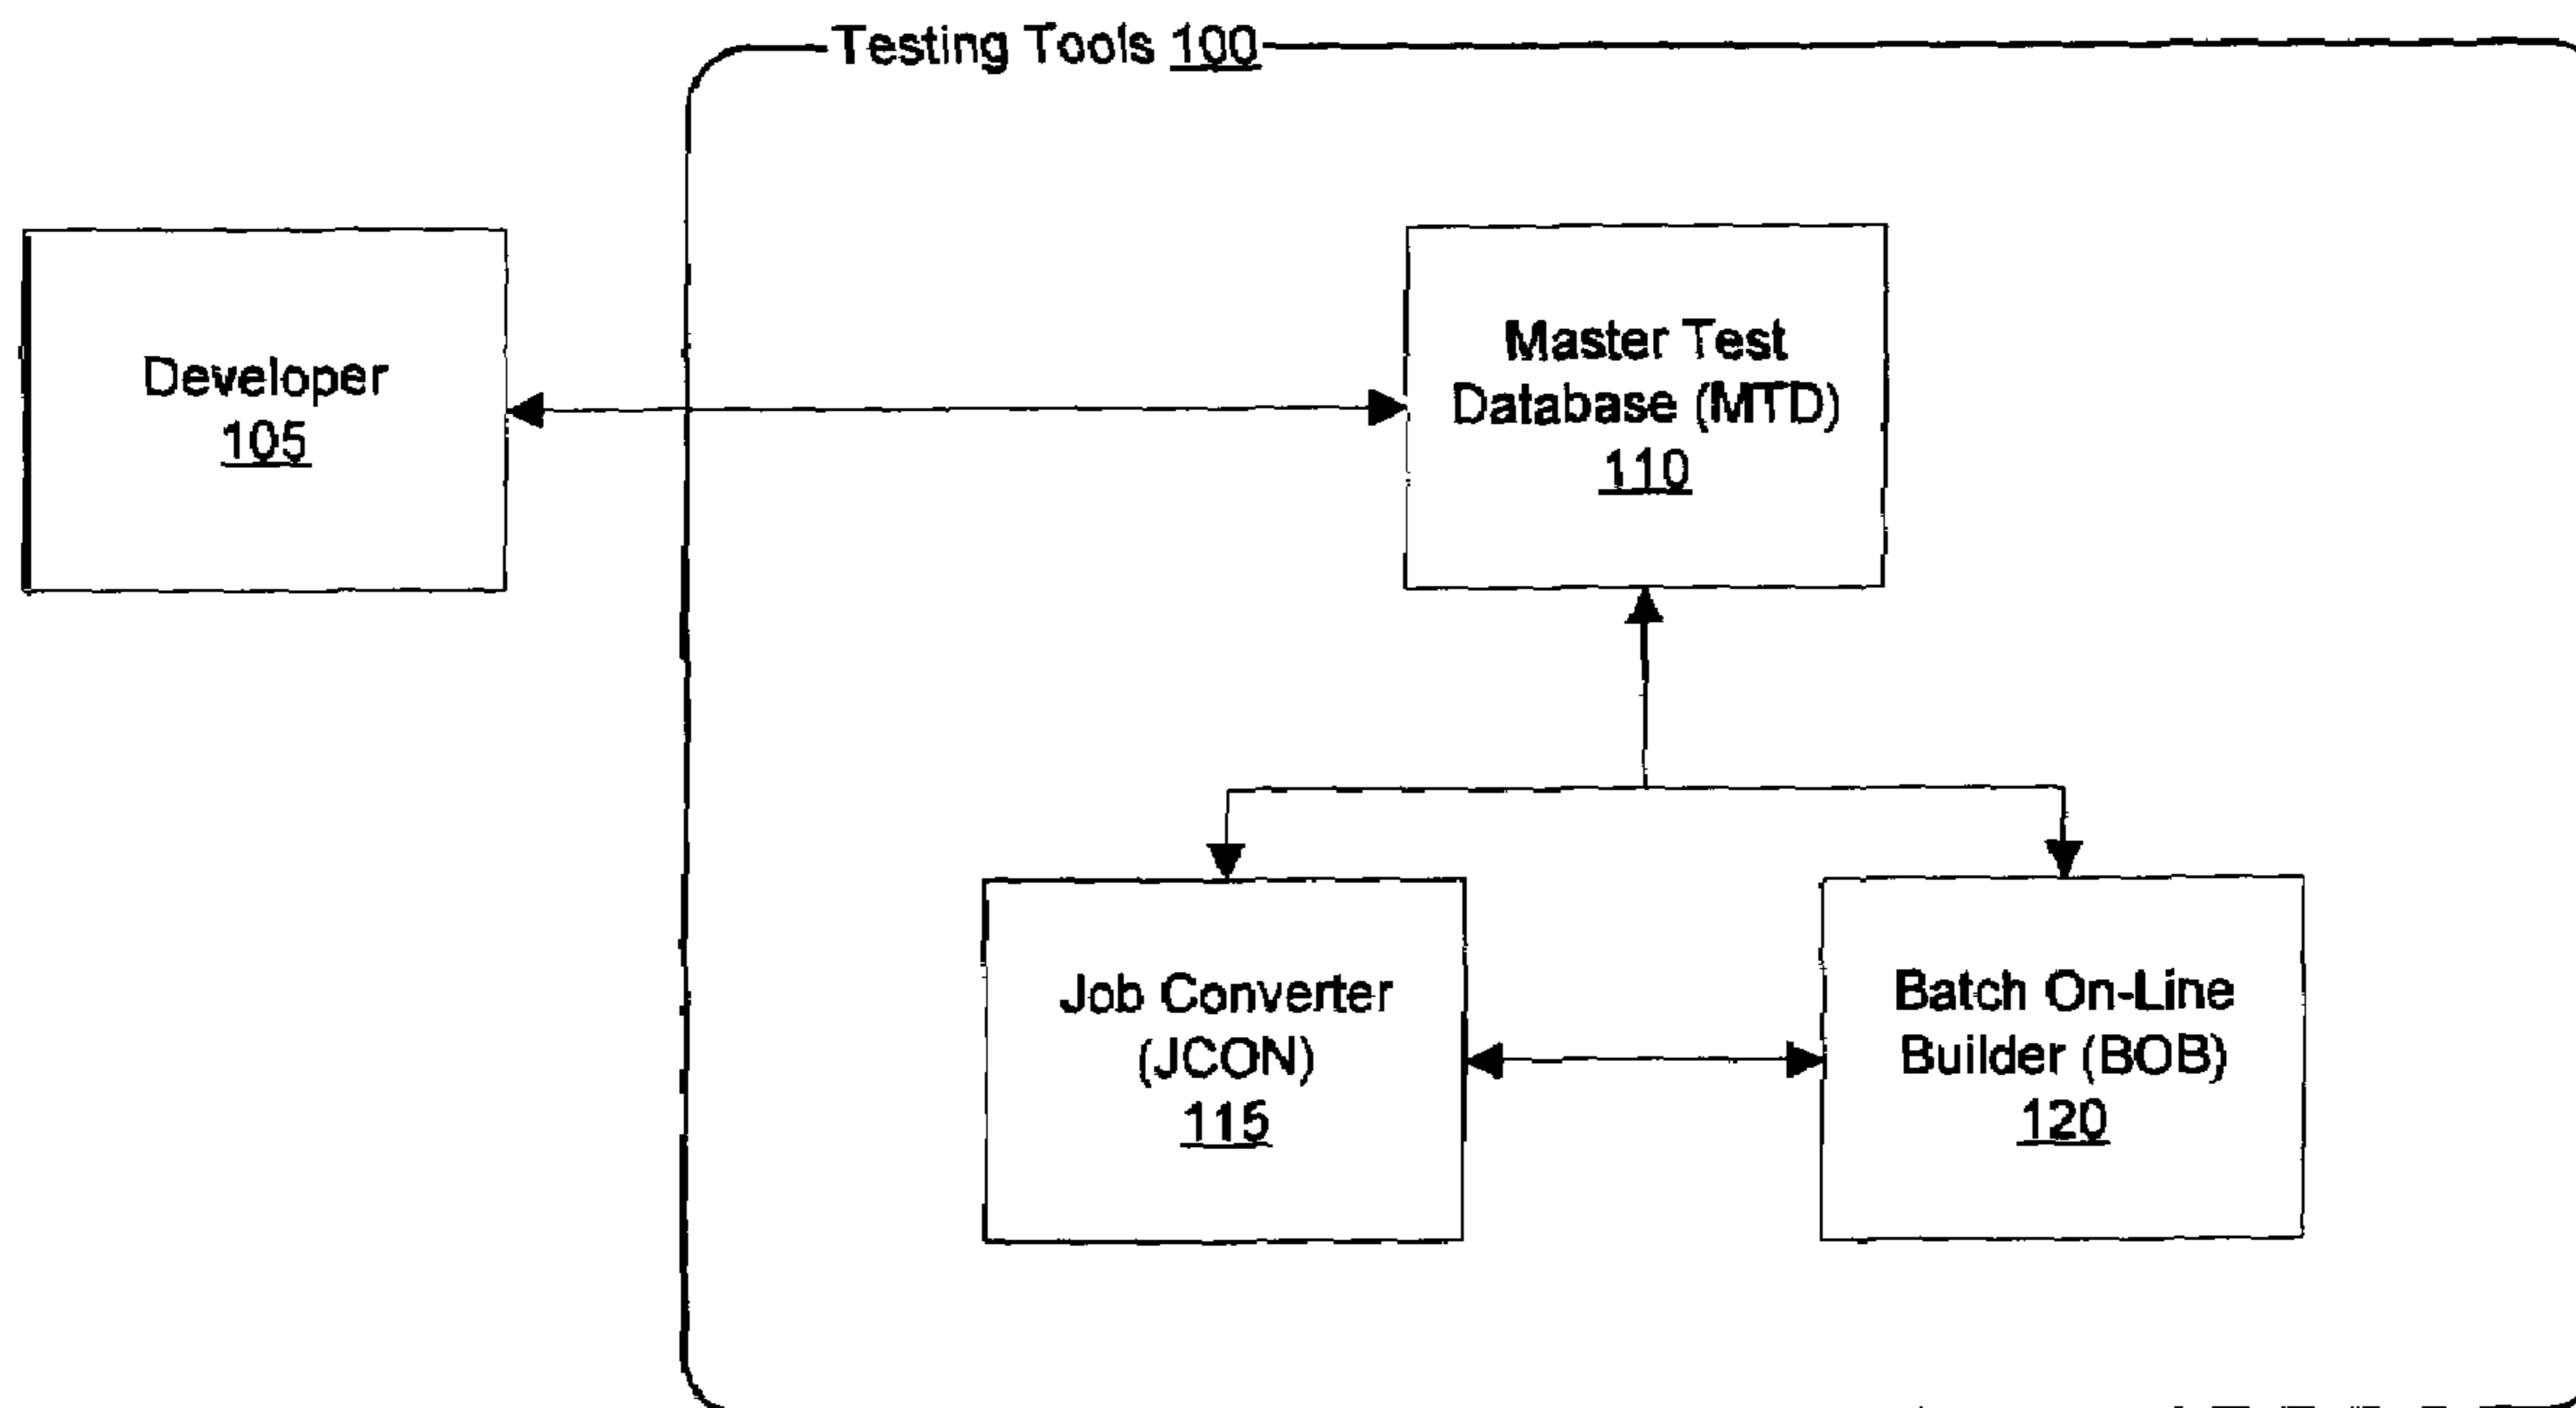 Testing Tools 100
Developer
105
Master Test
Database (MTD)
110
Job Converter
(JCON)
115
Batch On-Line
Builder (BOB)
120